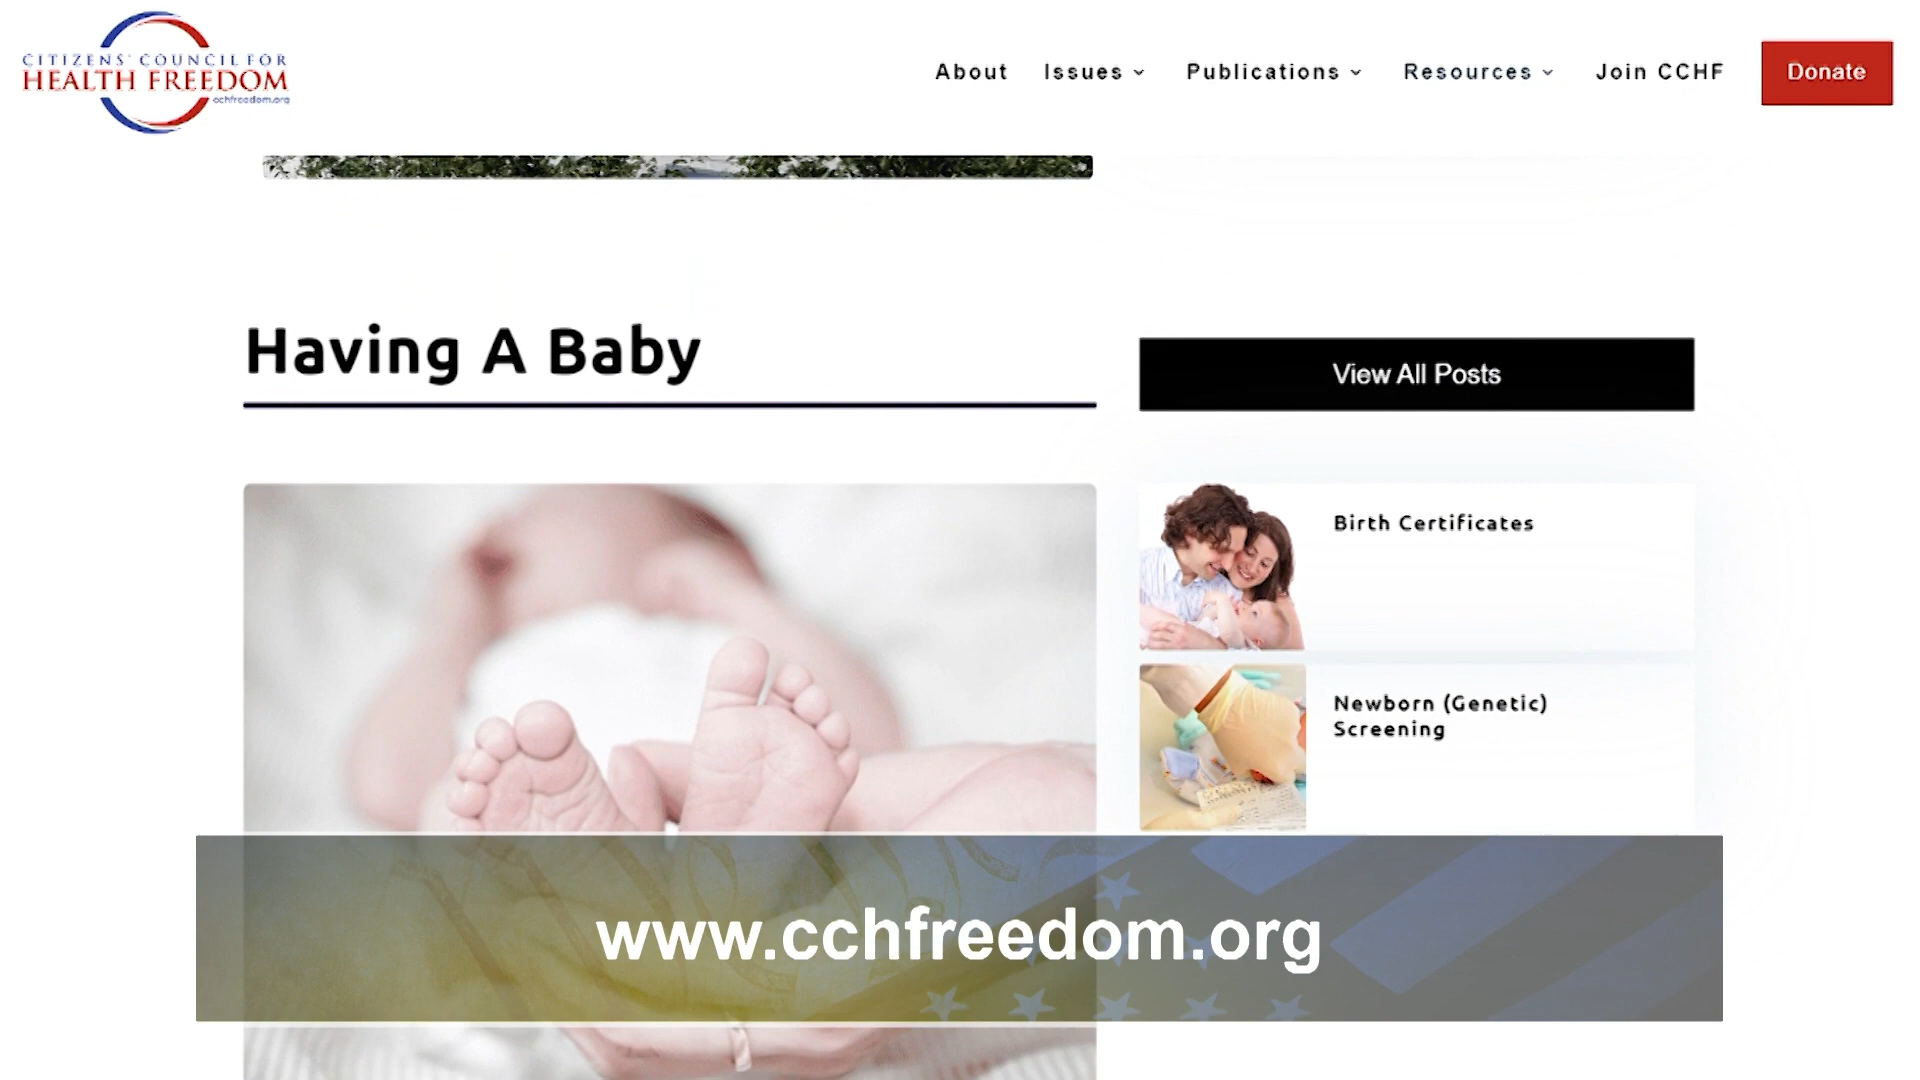 CITIZENS' COUNCIL FOR
HEALTH FREEDOM
cchfreedom.org
About Issues Publications Resources Join CCHF Donate
Having A Baby
View All Posts
Birth Certificates
Newborn (Genetic)
Screening
www.cchfreedom.org